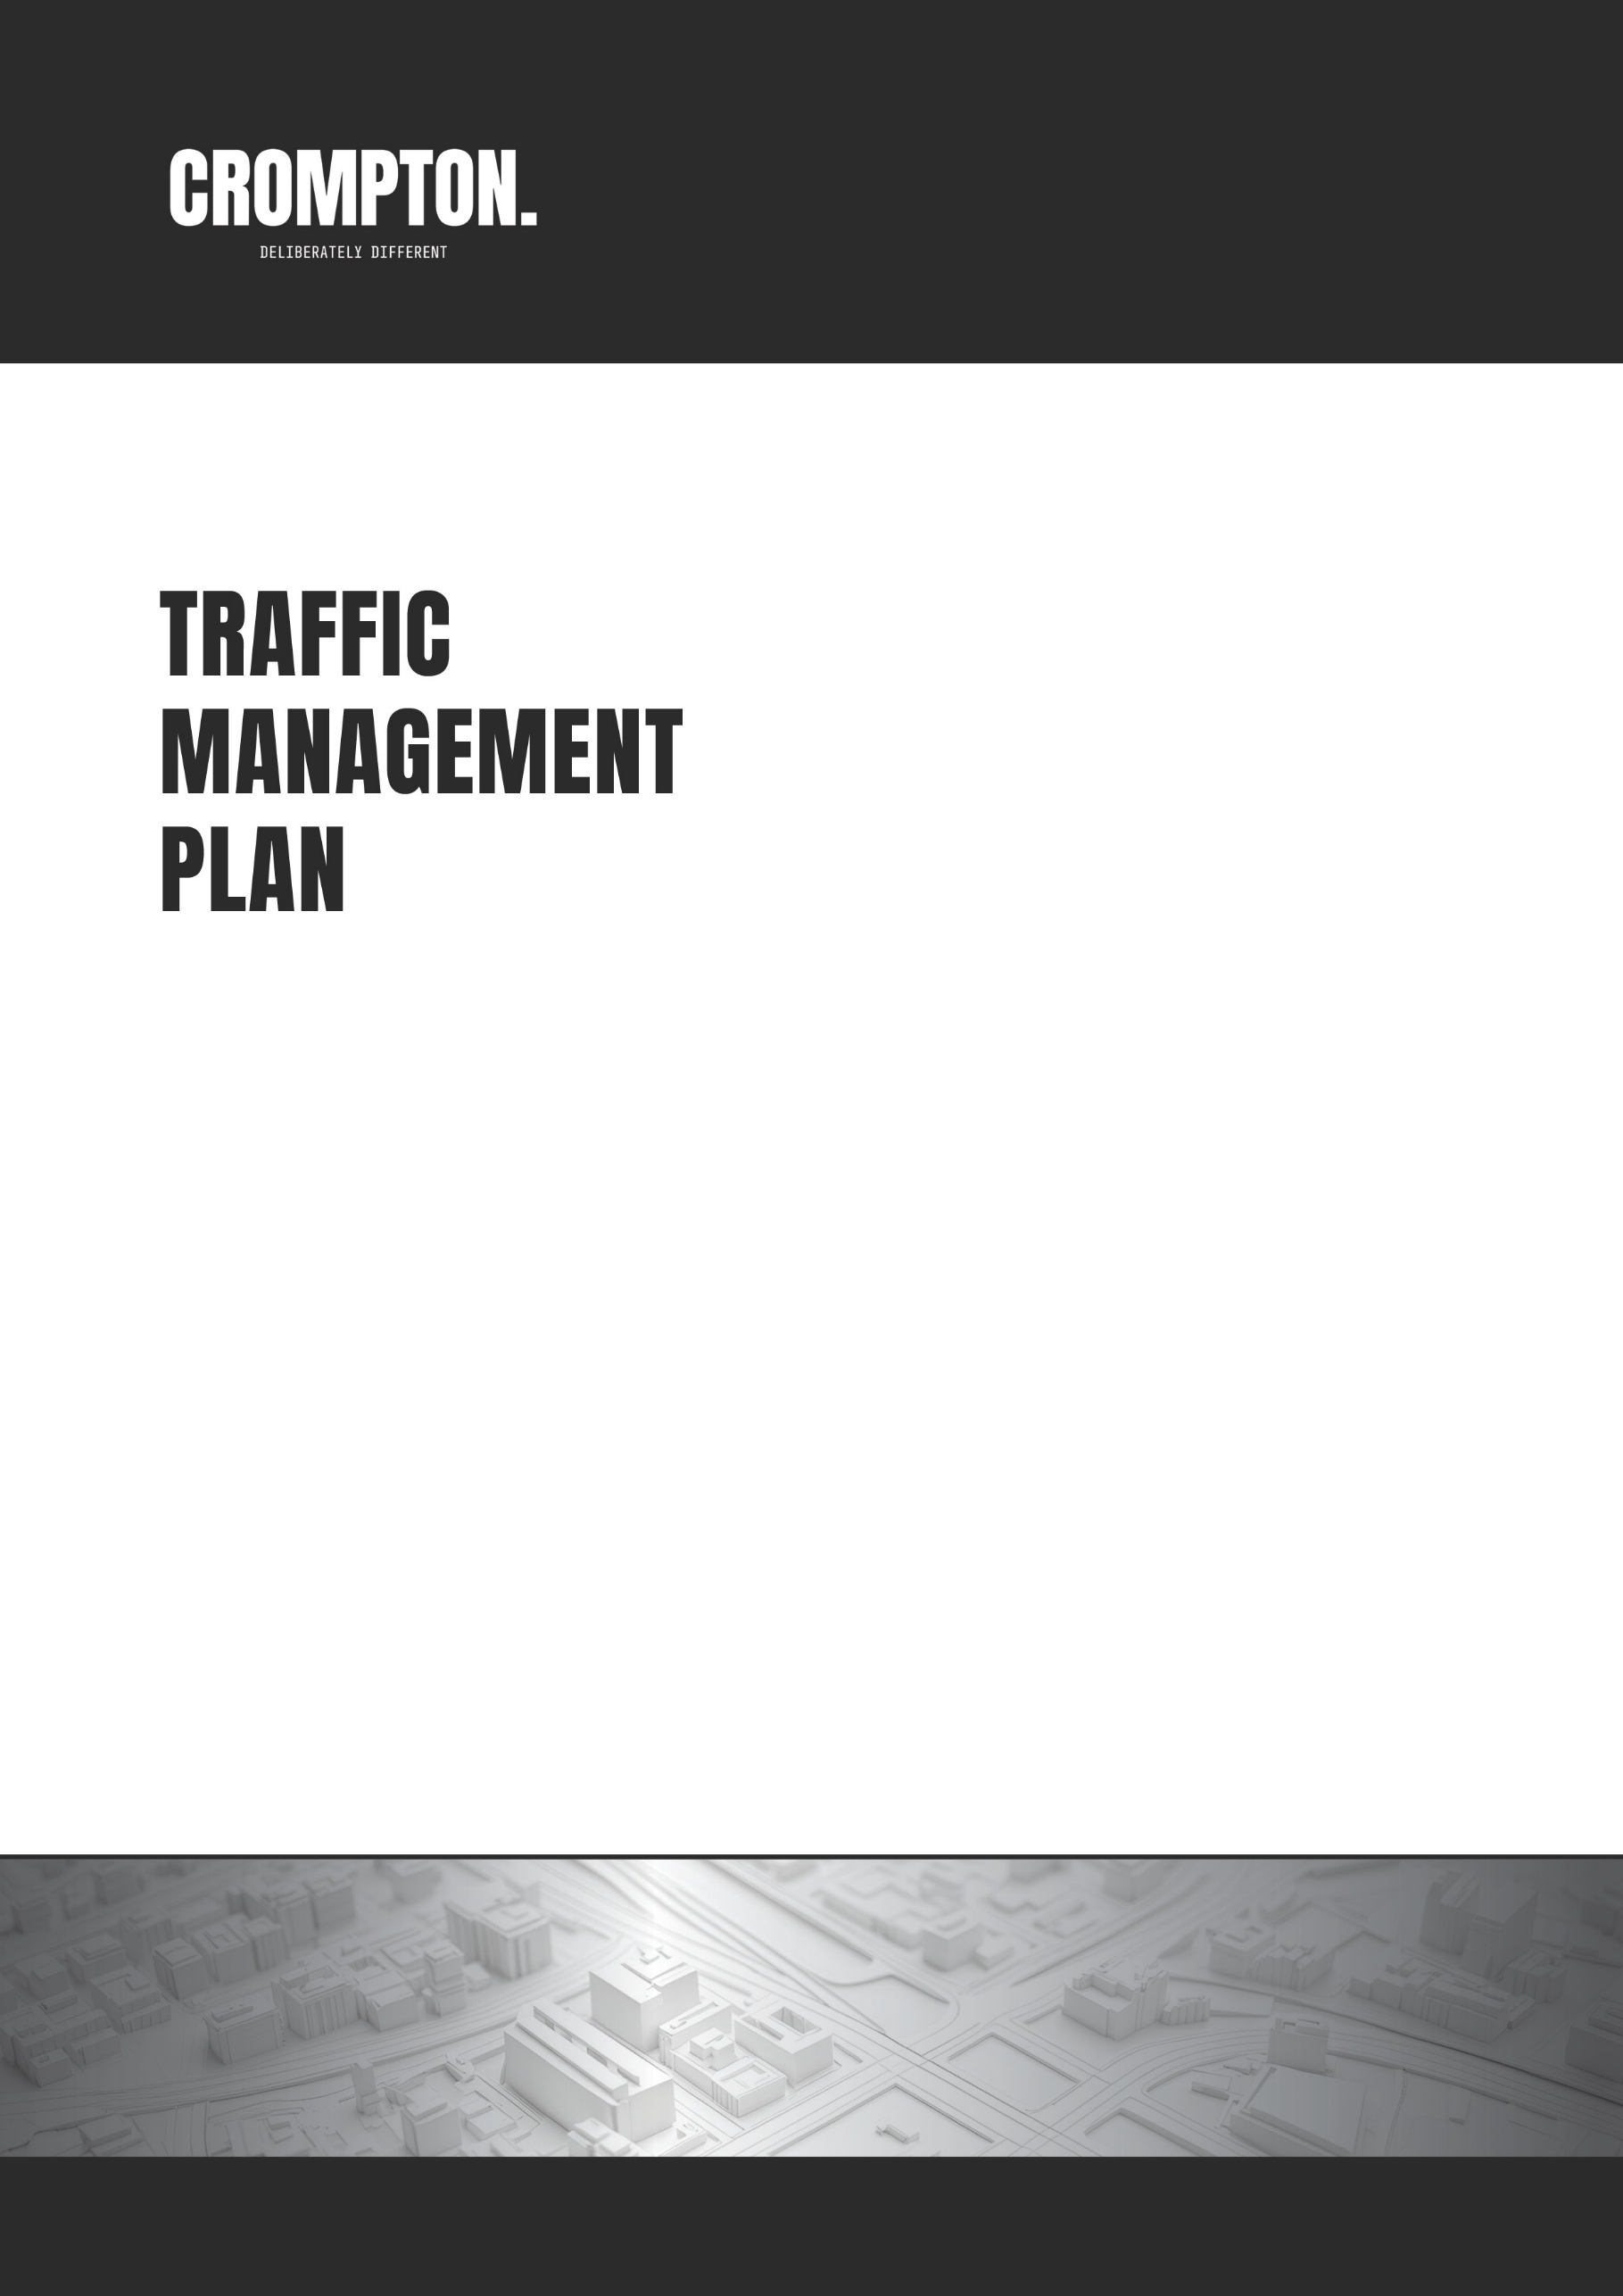 CROMPTON.
DELIBERATELY DIFFERENT
TRAFFIC
MANAGEMENT
PLAN